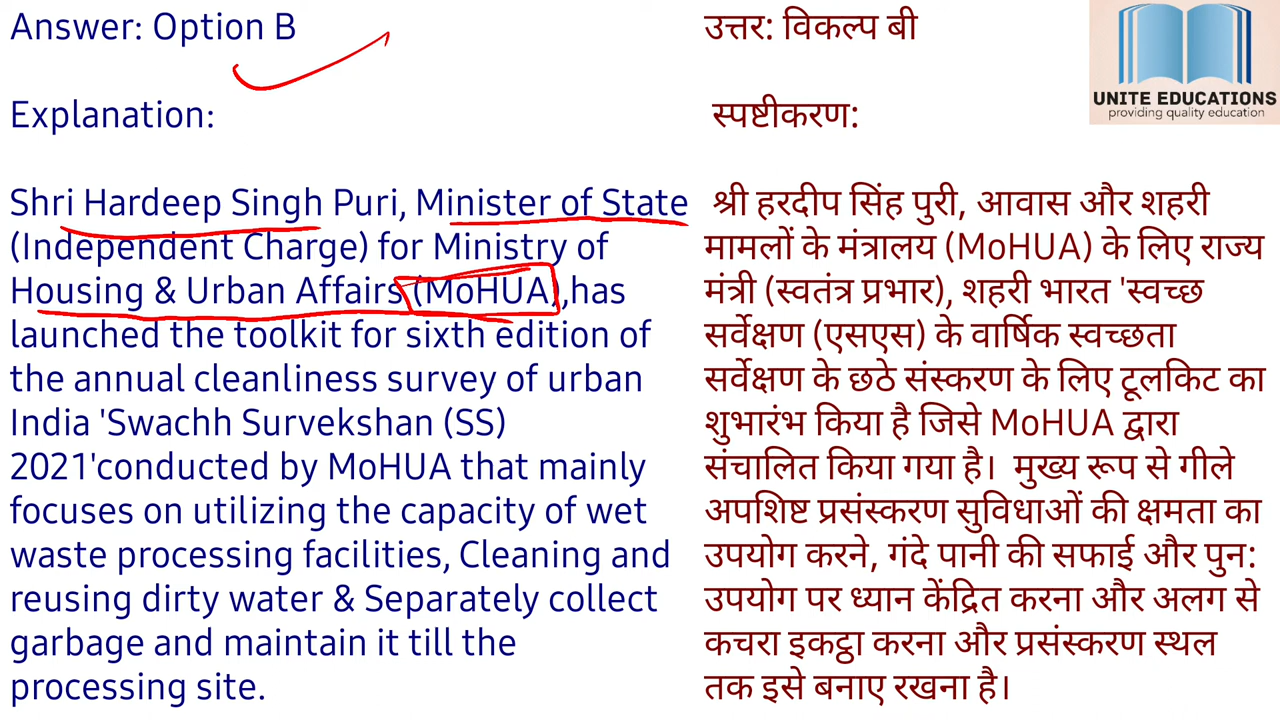 Answer: Option B
Explanation:
Shri Hardeep Singh Puri, Minister of State
(Independent Charge) for Ministry of
Housing & Urban Affairs (MoHUA),has
launched the toolkit for sixth edition of
the annual cleanliness survey of urban
India 'Swachh Survekshan (SS)
2021'conducted by MoHUA that mainly
focuses on utilizing the capacity of wet
waste processing facilities, Cleaning and
reusing dirty water & Separately collect
garbage and maintain it till the
processing site.
उत्तर: विकल्प बी
स्पष्टीकरण:
श्री हरदीप सिंह पुरी, आवास और शहरी
मामलों के मंत्रालय (MoHUA) के लिए राज्य
मंत्री (स्वतंत्र प्रभार), शहरी भारत 'स्वच्छ
सर्वेक्षण (एसएस) के वार्षिक स्वच्छता
सर्वेक्षण के छठे संस्करण के लिए टूलकिट का
शुभारंभ किया है जिसे MoHUA द्वारा
संचालित किया गया है। मुख्य रूप से गीले
अपशिष्ट प्रसंस्करण सुविधाओं की क्षमता का
उपयोग करने, गंदे पानी की सफाई और पुन:
उपयोग पर ध्यान केंद्रित करना और अलग से
कचरा इकट्ठा करना और प्रसंस्करण स्थल
तक इसे बनाए रखना है।
UNITE EDUCATIONS
providing quality education